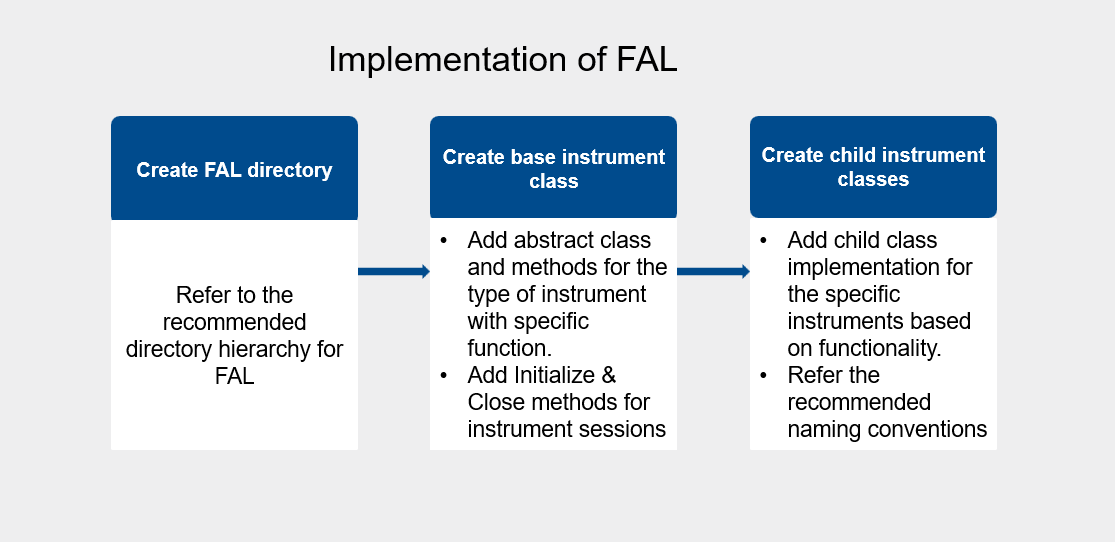 Implementation of FAL
Create FAL directory
Refer to the
recommended
directory hierarchy for
FAL
Create base instrument
class
• Add abstract class
and methods for the
type of instrument
with specific
function.
• Add Initialize &
Close methods for
instrument sessions
Create child instrument
classes
• Add child class
implementation for
the specific
instruments based
on functionality.
• Refer the
recommended
naming conventions